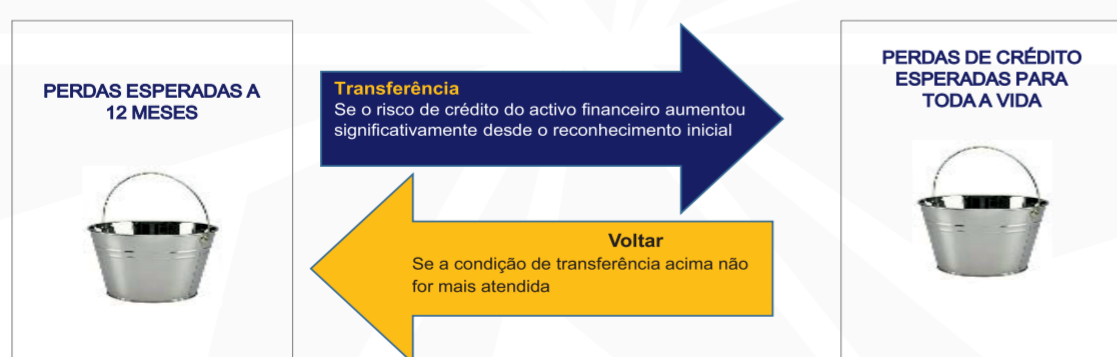 PERDAS ESPERADAS A
12 MESES
Transferência
Se o risco de crédito do activo financeiro aumentou
significativamente desde o reconhecimento inicial
Voltar
Se a condição de transferência acima não
for mais atendida
PERDAS DE CRÉDITO
ESPERADAS PARA
TODA A VIDA